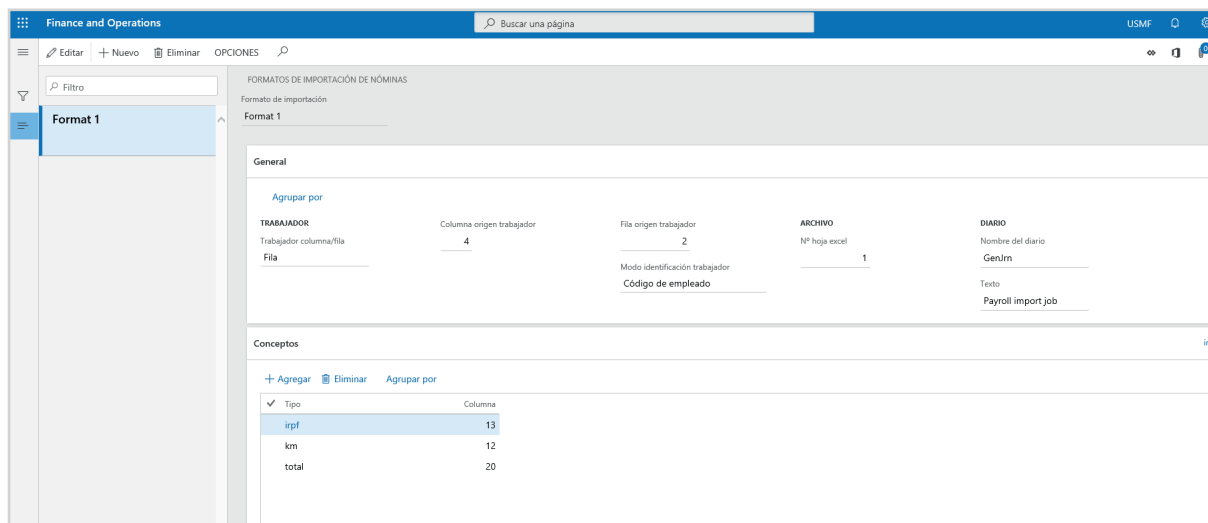 Finance and Operations
Buscar una página
USMF
Editar
Nuevo
Eliminar
OPCIONES
0
Filtro
Format 1
FORMATOS DE IMPORTACIÓN DE NÓMINAS
Formato de importación
Format 1
General
Agrupar por
TRABAJADOR
Trabajador columna/fila
Fila
Columna origen trabajador
4
Fila origen trabajador
2
Modo identificación trabajador
Código de empleado
ARCHIVO
Nº hoja excel
1
DIARIO
Nombre del diario
GenJrn
Texto
Payroll import job
Conceptos
Agregar
Eliminar
Agrupar por
Tipo Columna
irpf 13
km 12
total 20